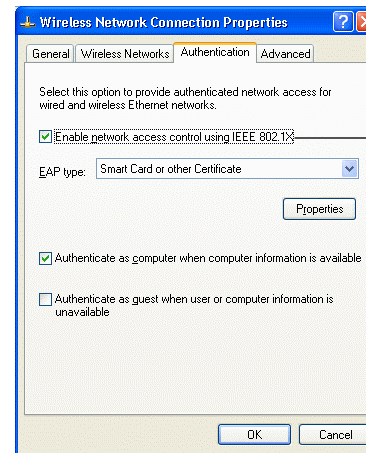 Wireless Network Connection Properties
General
Wireless Networks
Authentication
Advanced
Select this option to provide authenticated network access for
wired and wireless Ethernet networks.
Enable network access control using IEEE 802.1X
EAP type:
Smart Card or other Certificate
Properties
Authenticate as computer when computer information is available
Authenticate as guest when user or computer information is
unavailable
OK
Cancel